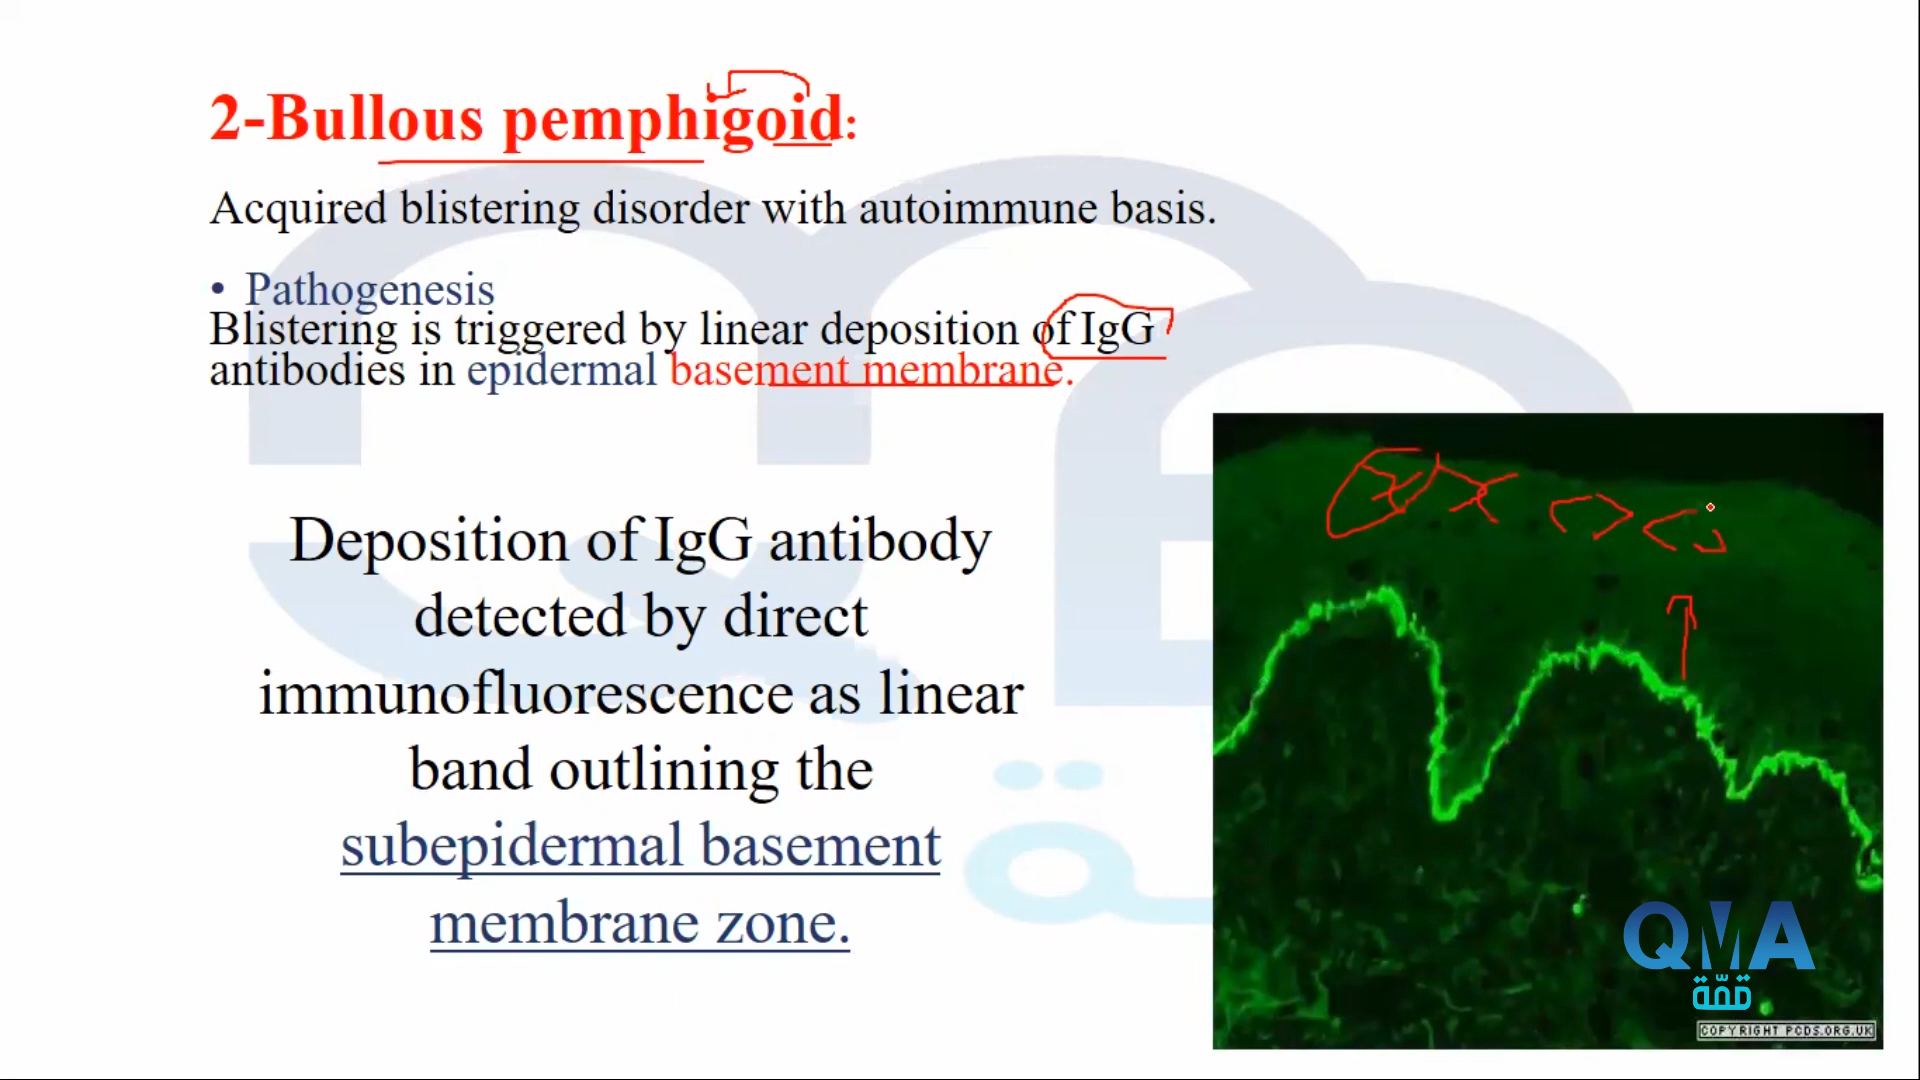 2-Bullous pemphigoid:
Acquired blistering disorder with autoimmune basis.
• Pathogenesis
Blistering is triggered by linear deposition of IgG
antibodies in epidermal basement membrane.
Deposition of IgG antibody
detected by direct
immunofluorescence as linear
band outlining the
subepidermal basement
membrane zone.
QMA
قمّة
COPYRIGHT PCDS.ORG.UK